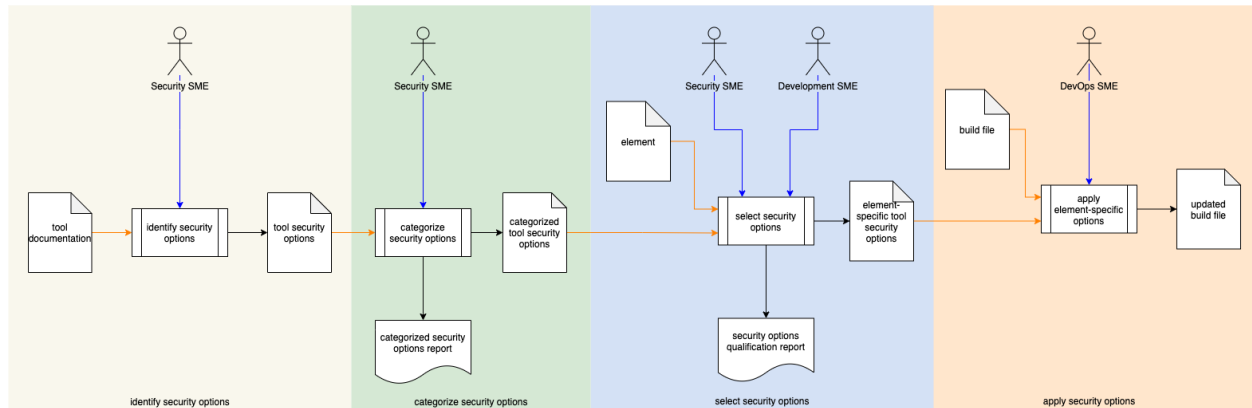 Security SME
tool
documentation
identify security
options
tool security
options
identify security options
Security SME
categorize
security options
categorized
tool security
options
categorized security
options report
categorize security options
Security SME
Development SME
element
select security
options
element-
specific tool
security
options
security options
qualification report
select security options
DevOps SME
build file
apply
element-specific
options
updated
build file
apply security options